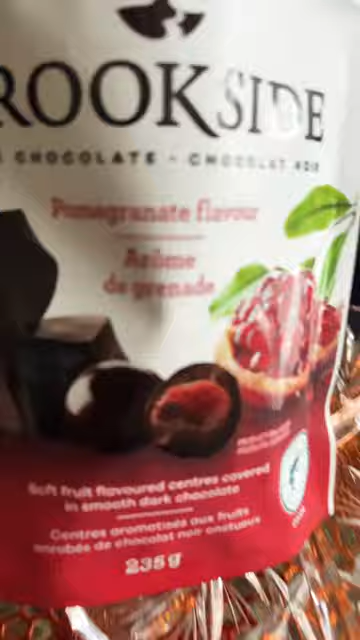 ROOKSIDE
CHOCOLATE - CHOCOLAT NOIR
Pomegranate flavour
Arôme
de grenade
Soft fruit flavoured centres covered
in smooth dark chocolate
Centres aromatisés aux fruits
enrobés de chocolat noir onctueux
235 g